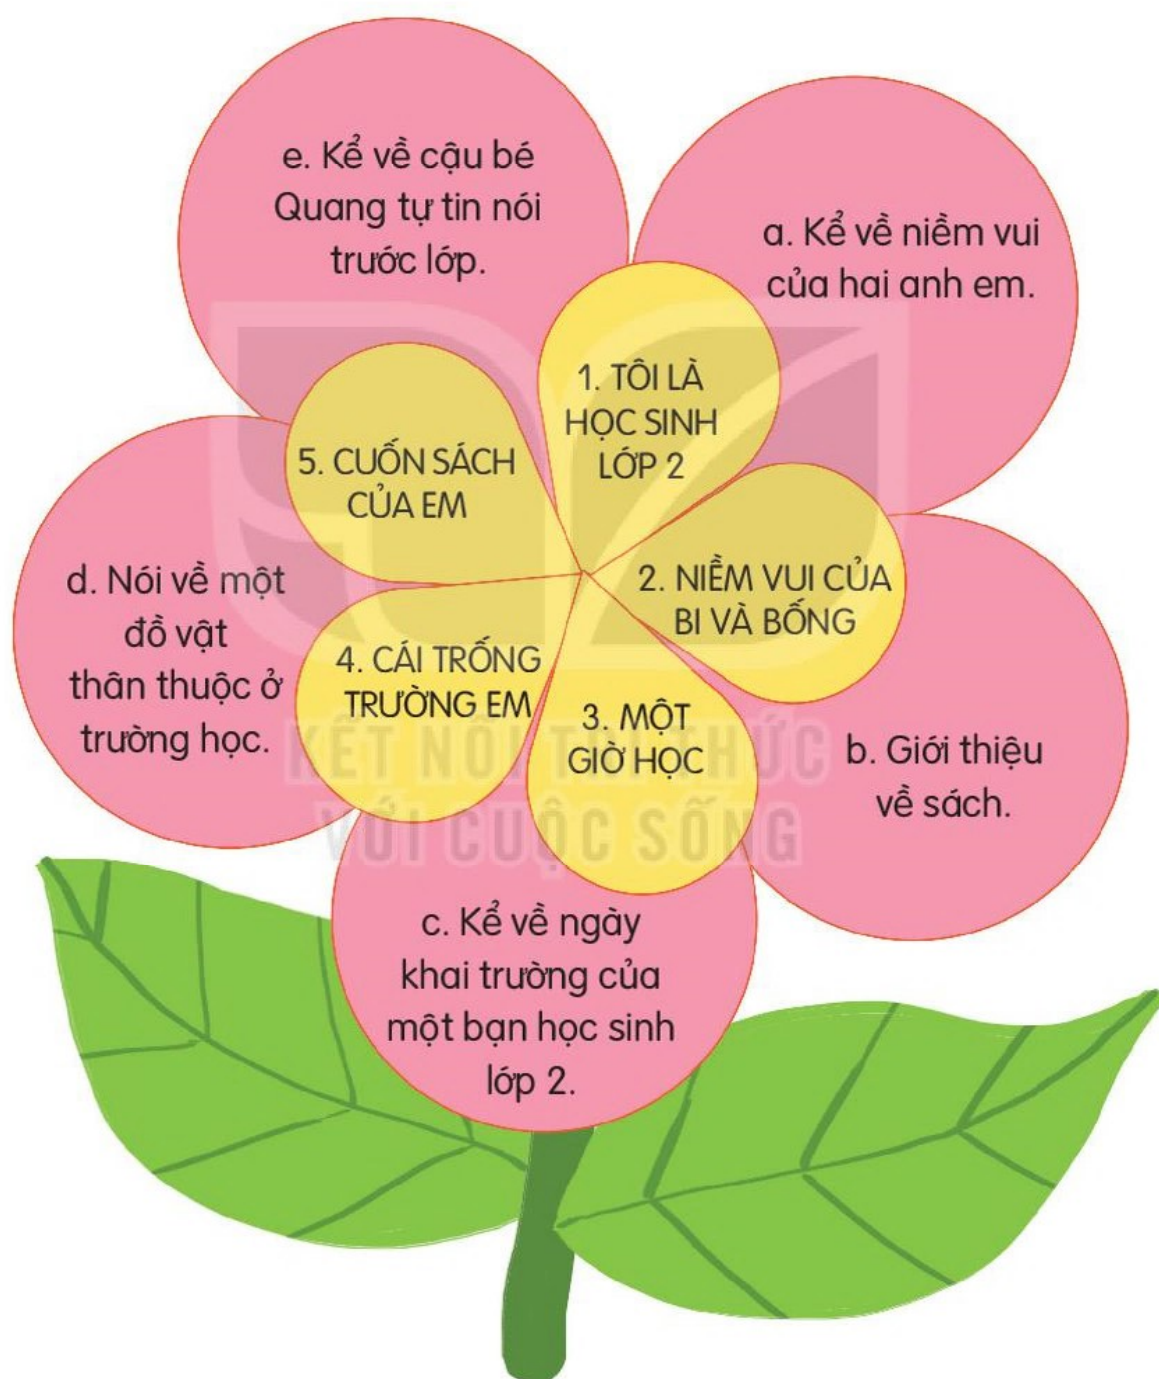 e. Kể về cậu bé
Quang tự tin nói
trước lớp.
a. Kể về niềm vui
của hai anh em.
1. TÔI LÀ
HỌC SINH
LỚP 2
5. CUỐN SÁCH
CỦA EM
2. NIỀM VUI CỦA
BI VÀ BỐNG
d. Nói về một
đồ vật
thân thuộc ở
trường học.
4. CÁI TRỐNG
TRƯỜNG EM
3. MỘT
GIỜ HỌC
b. Giới thiệu
về sách.
KẾT NỐI TRI THỨC
VỚI CUỘC SỐNG
c. Kể về ngày
khai trường của
một bạn học sinh
lớp 2.